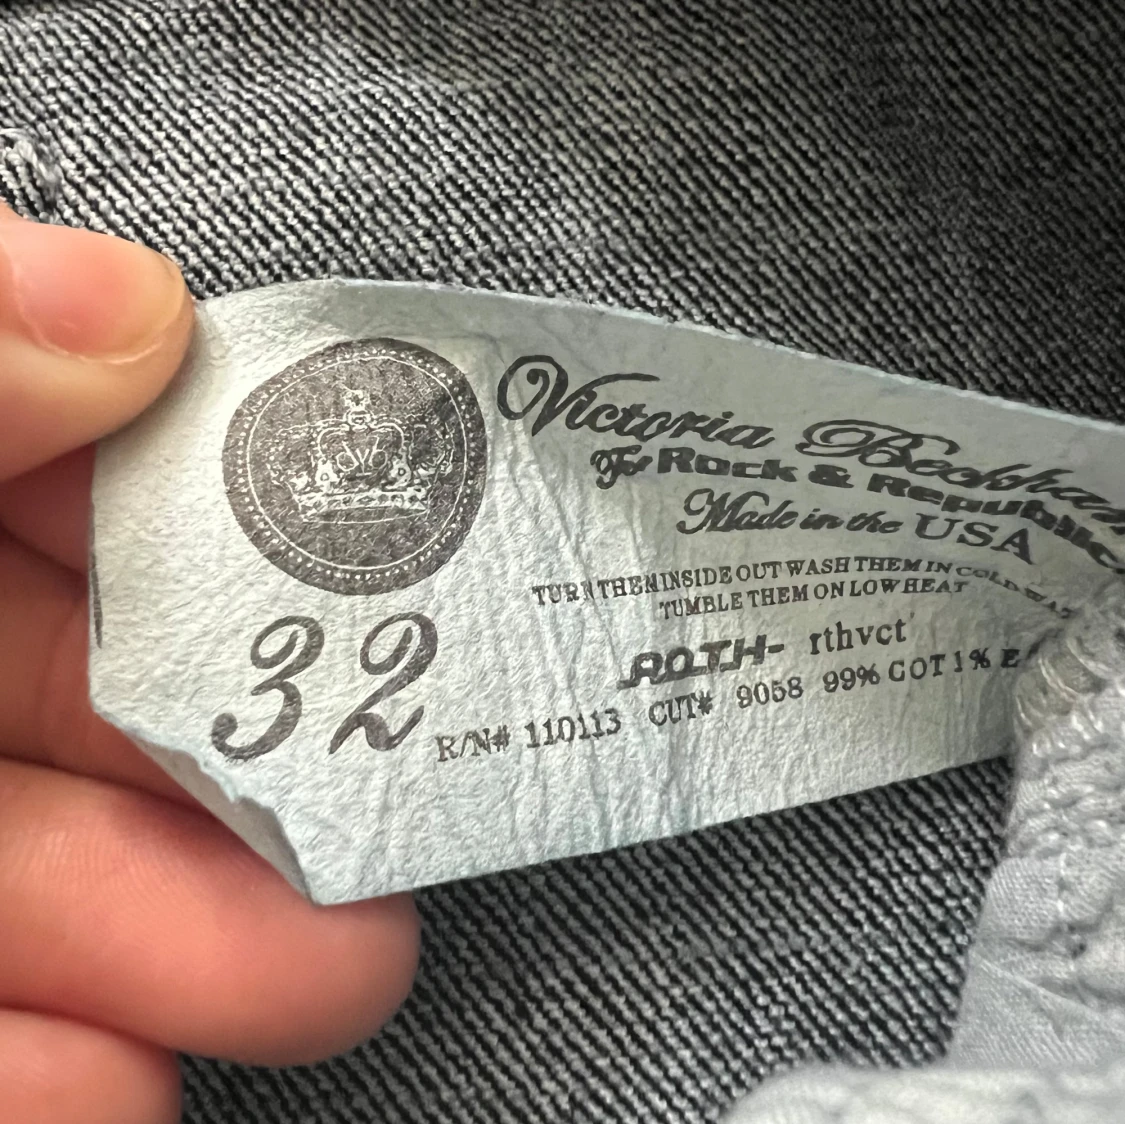 Victoria Beckham
For Rock & Republic
Made in the USA
TURN THEM INSIDE OUT WASH THEM IN COLD
TUMBLE THEM ON LOW HEAT
ROTH- rthvct
32
R/N# 110113 CUT# 9058 99% COT 1% E